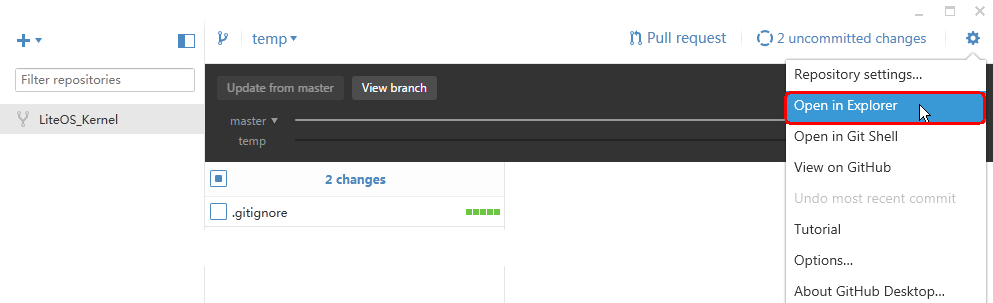 temp
Pull request
2 uncommitted changes
Filter repositories
LiteOS_Kernel
Update from master
View branch
master
temp
2 changes
.gitignore
Repository settings...
Open in Explorer
Open in Git Shell
View on GitHub
Undo most recent commit
Tutorial
Options...
About GitHub Desktop...